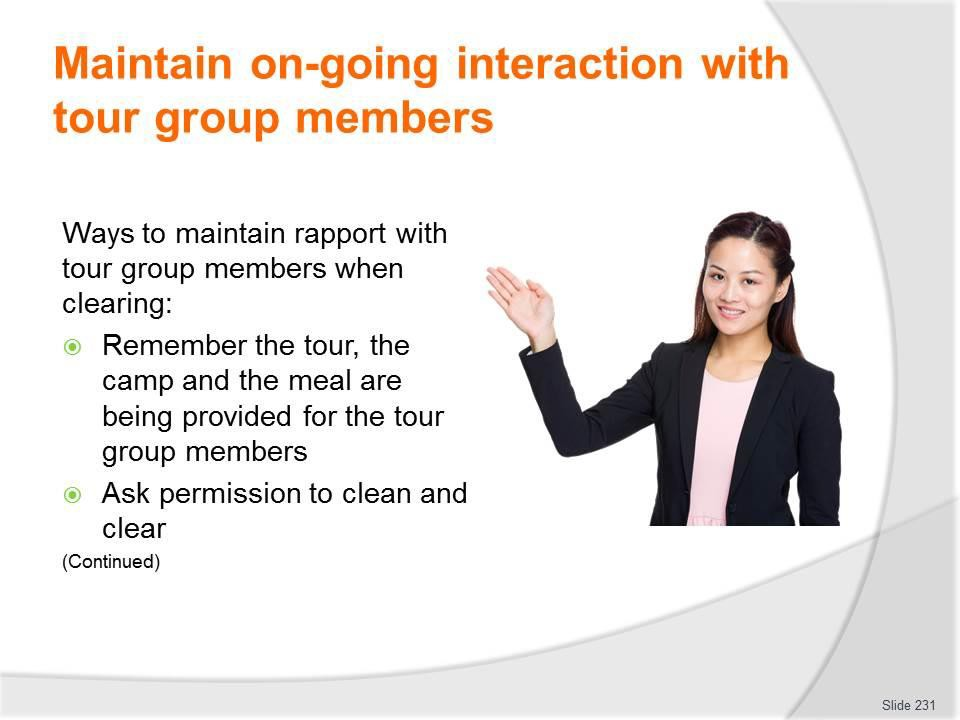 Maintain on-going interaction with
tour group members
Ways to maintain rapport with
tour group members when
clearing:
Remember the tour, the
camp and the meal are
being provided for the tour
group members
Ask permission to clean and
clear
(Continued)
Slide 231